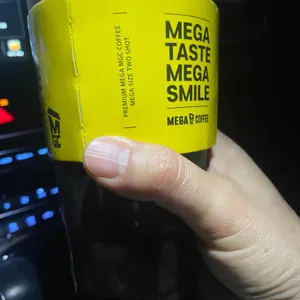 MEGA
TASTE
MEGA
SMILE
MEGA COFFEE
PREMIUM MEGA MGC COFFEE
MEGA SIZE TWO SHOT